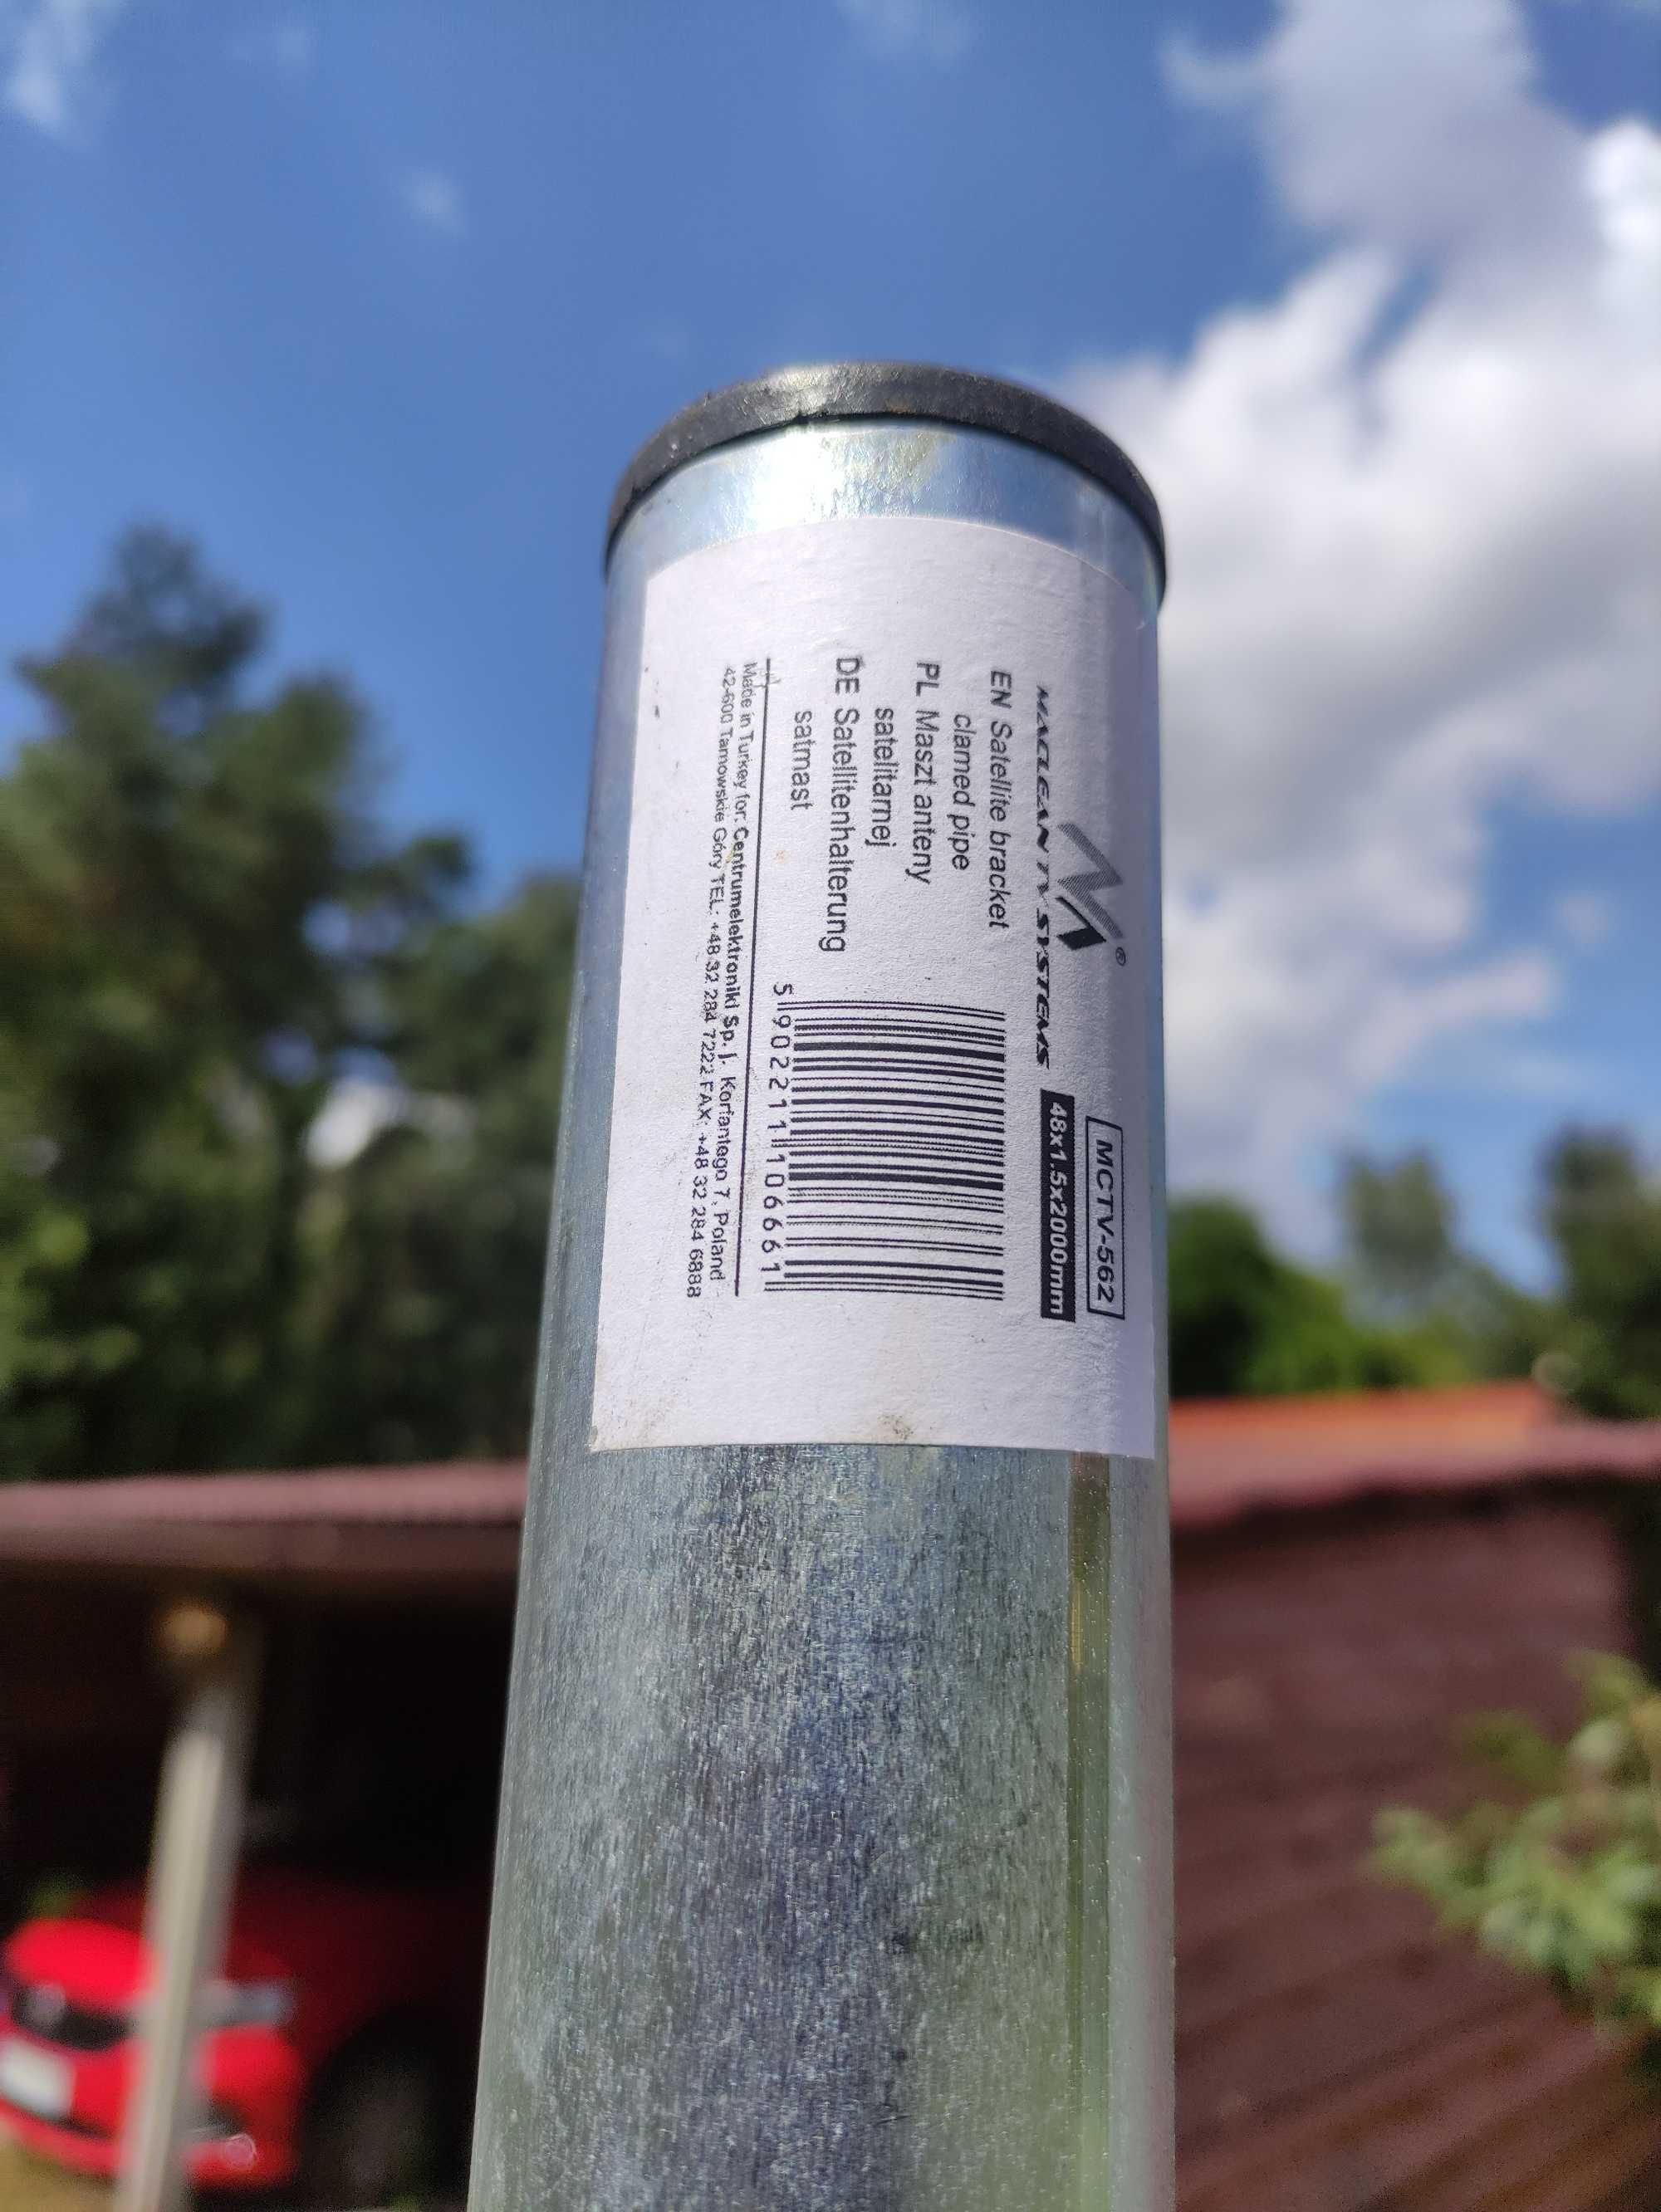 ®
MACLEAN TV SYSTEMS
MCTV-562
48x1.5x2000mm
EN Satellite bracket
clamed pipe
PL Maszt anteny
satelitarnej
DE Satellitenhalterung
satmast
5 902211 106661
Made in Turkey for: Centrumelektroniki Sp. j. Korfantego 7, Poland
42-600 Tarnowskie Góry TEL: +48 32 284 7222 FAX: +48 32 284 6888